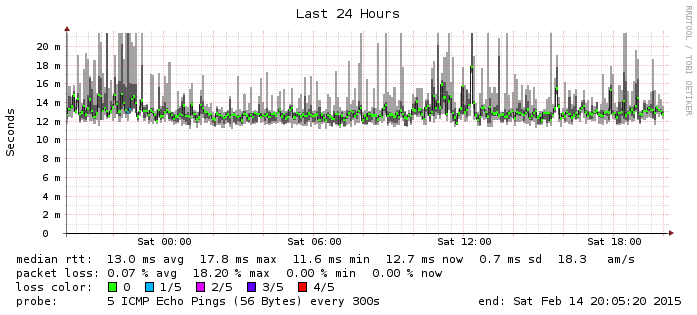 Last 24 Hours
RRDTOOL / TOBI OETIKER
Seconds
20 m
18 m
16 m
14 m
12 m
10 m
8 m
6 m
4 m
2 m
0
Sat 00:00 Sat 06:00 Sat 12:00 Sat 18:00
median rtt: 13.0 ms avg 17.8 ms max 11.6 ms min 12.7 ms now 0.7 ms sd 18.3 am/s
packet loss: 0.07 % avg 18.20 % max 0.00 % min 0.00 % now
loss color: 0 1/5 2/5 3/5 4/5
probe: 5 ICMP Echo Pings (56 Bytes) every 300s end: Sat Feb 14 20:05:20 2015